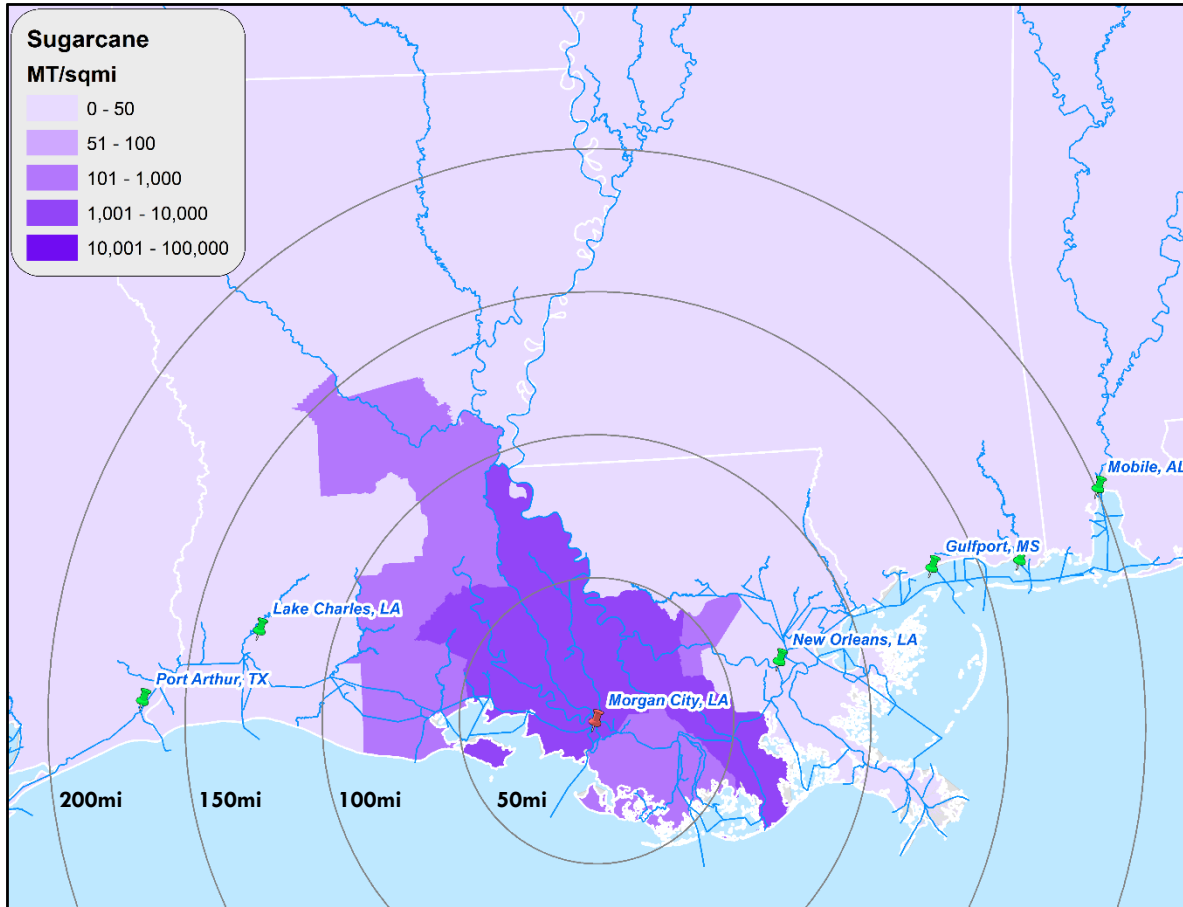 Sugarcane
MT/sqmi
0 - 50
51 - 100
101 - 1,000
1,001 - 10,000
10,001 - 100,000
Mobile, AL
Gulfport, MS
Lake Charles, LA
New Orleans, LA
Port Arthur, TX
Morgan City, LA
200mi
150mi
100mi
50mi